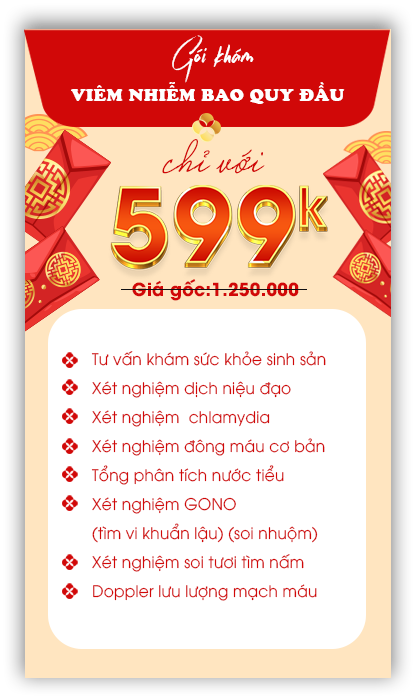 Gói khám
VIÊM NHIỄM BAO QUY ĐẦU
chỉ với
599k
Giá gốc:1.250.000
Tư vấn khám sức khỏe sinh sản
Xét nghiệm dịch niệu đạo
Xét nghiệm chlamydia
Xét nghiệm đông máu cơ bản
Tổng phân tích nước tiểu
Xét nghiệm GONO
(tìm vi khuẩn lậu) (soi nhuộm)
Xét nghiệm soi tươi tìm nấm
Doppler lưu lượng mạch máu